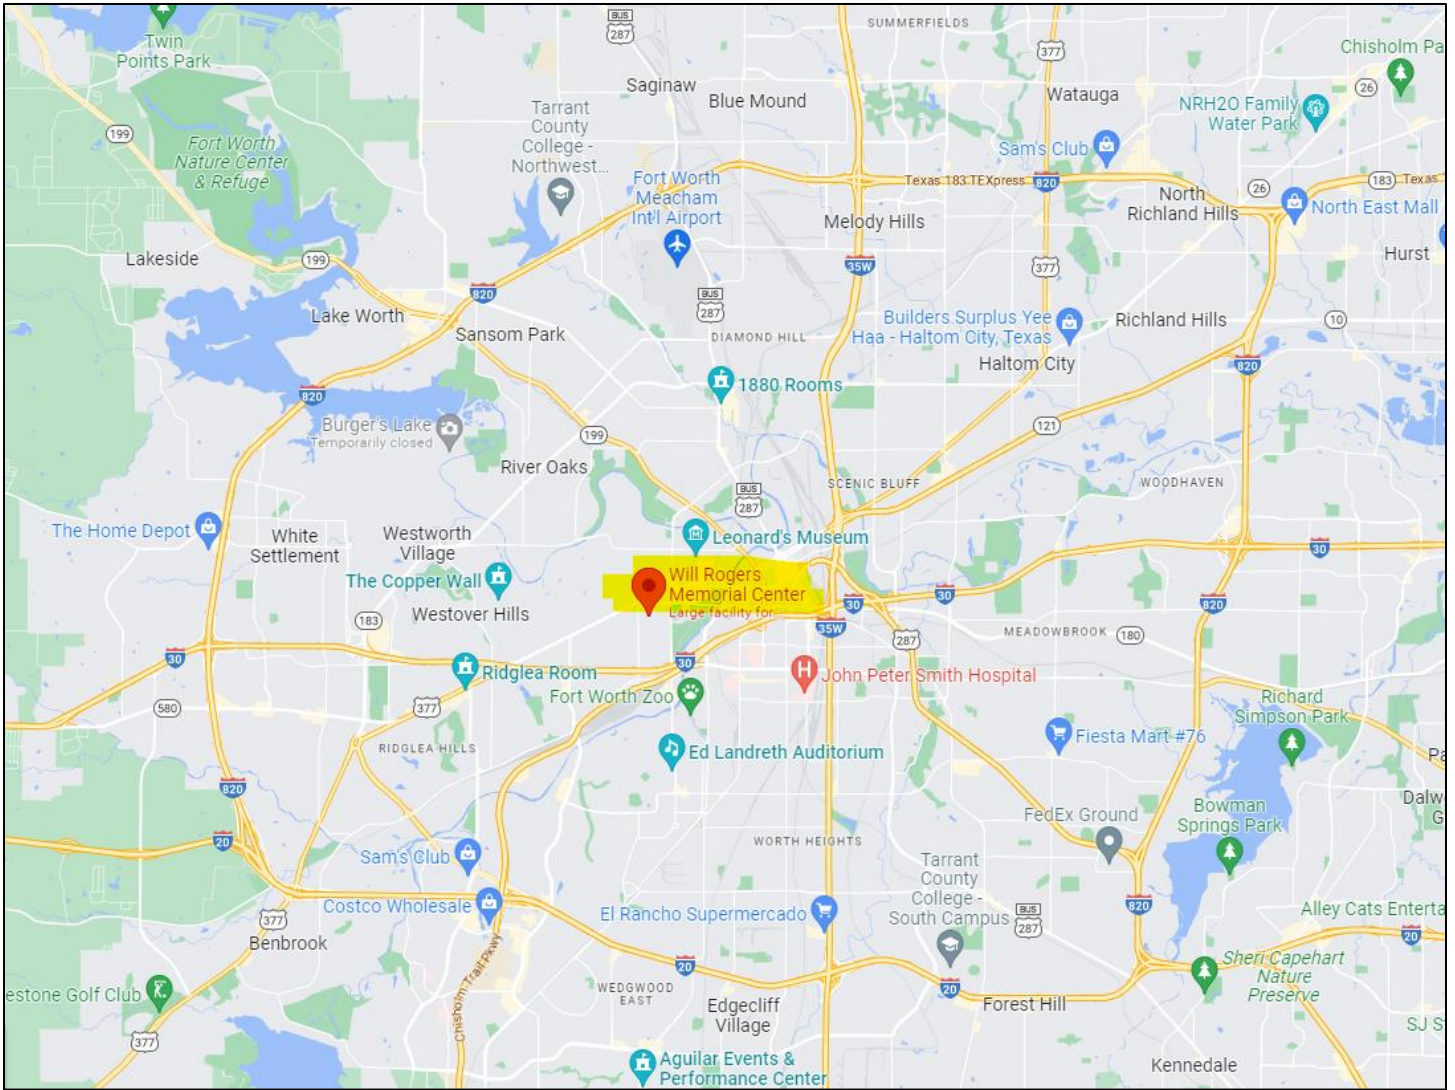 BUS
287
SUMMERFIELDS
377
Chisholm Pa
Twin
Points Park
Saginaw
Blue Mound
Watauga
26
NRH2O Family
Water Park
Tarrant
County
College -
Northwest...
199
Fort Worth
Nature Center
& Refuge
Sam's Club
Fort Worth
Meacham
Int'l Airport
Texas 183 TEXpress
820
183
Texas
26
North
Richland Hills
North East Mall
Melody Hills
Hurst
Lakeside
199
35W
377
820
BUS
287
Lake Worth
Sansom Park
Builders Surplus Yee
Haa - Haltom City, Texas
Richland Hills
10
DIAMOND HILL
Haltom City
820
820
1880 Rooms
Burger's Lake
Temporarily closed
199
121
River Oaks
SCENIC BLUFF
WOODHAVEN
BUS
287
The Home Depot
White
Settlement
Westworth
Village
Leonard's Museum
30
The Copper Wall
Westover Hills
Will Rogers
Memorial Center
Large facility for...
30
30
820
183
35W
287
MEADOWBROOK
180
30
30
Ridglea Room
John Peter Smith Hospital
Fort Worth Zoo
580
377
Richard
Simpson Park
RIDGLEA HILLS
Ed Landreth Auditorium
Fiesta Mart #76
Pa
820
Dalw
G
20
FedEx Ground
Bowman
Springs Park
WORTH HEIGHTS
Sam's Club
Tarrant
County
College -
South Campus
Costco Wholesale
El Rancho Supermercado
BUS
287
820
Alley Cats Enterta
20
377
Benbrook
Chisholm Trail Pkwy
20
20
Sheri Capehart
Nature
Preserve
estone Golf Club
WEDGWOOD
EAST
Edgecliff
Village
Forest Hill
SJ S
377
Aguilar Events &
Performance Center
Kennedale